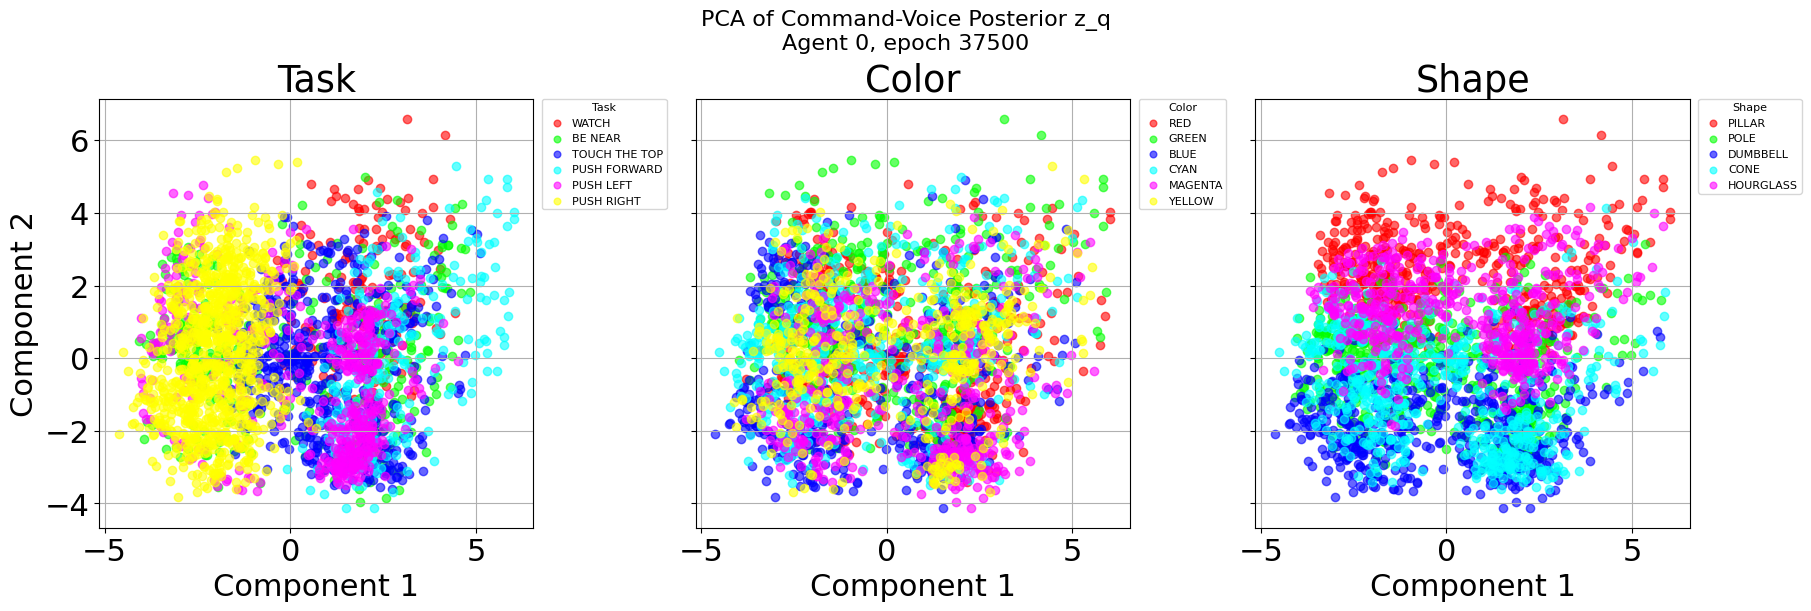 PCA of Command-Voice Posterior z_q
Agent 0, epoch 37500
Task
Component 2
6
4
2
0
−2
−4
−5
0
5
Component 1
Task
WATCH
BE NEAR
TOUCH THE TOP
PUSH FORWARD
PUSH LEFT
PUSH RIGHT
Color
−5
0
5
Component 1
Color
RED
GREEN
BLUE
CYAN
MAGENTA
YELLOW
Shape
−5
0
5
Component 1
Shape
PILLAR
POLE
DUMBBELL
CONE
HOURGLASS